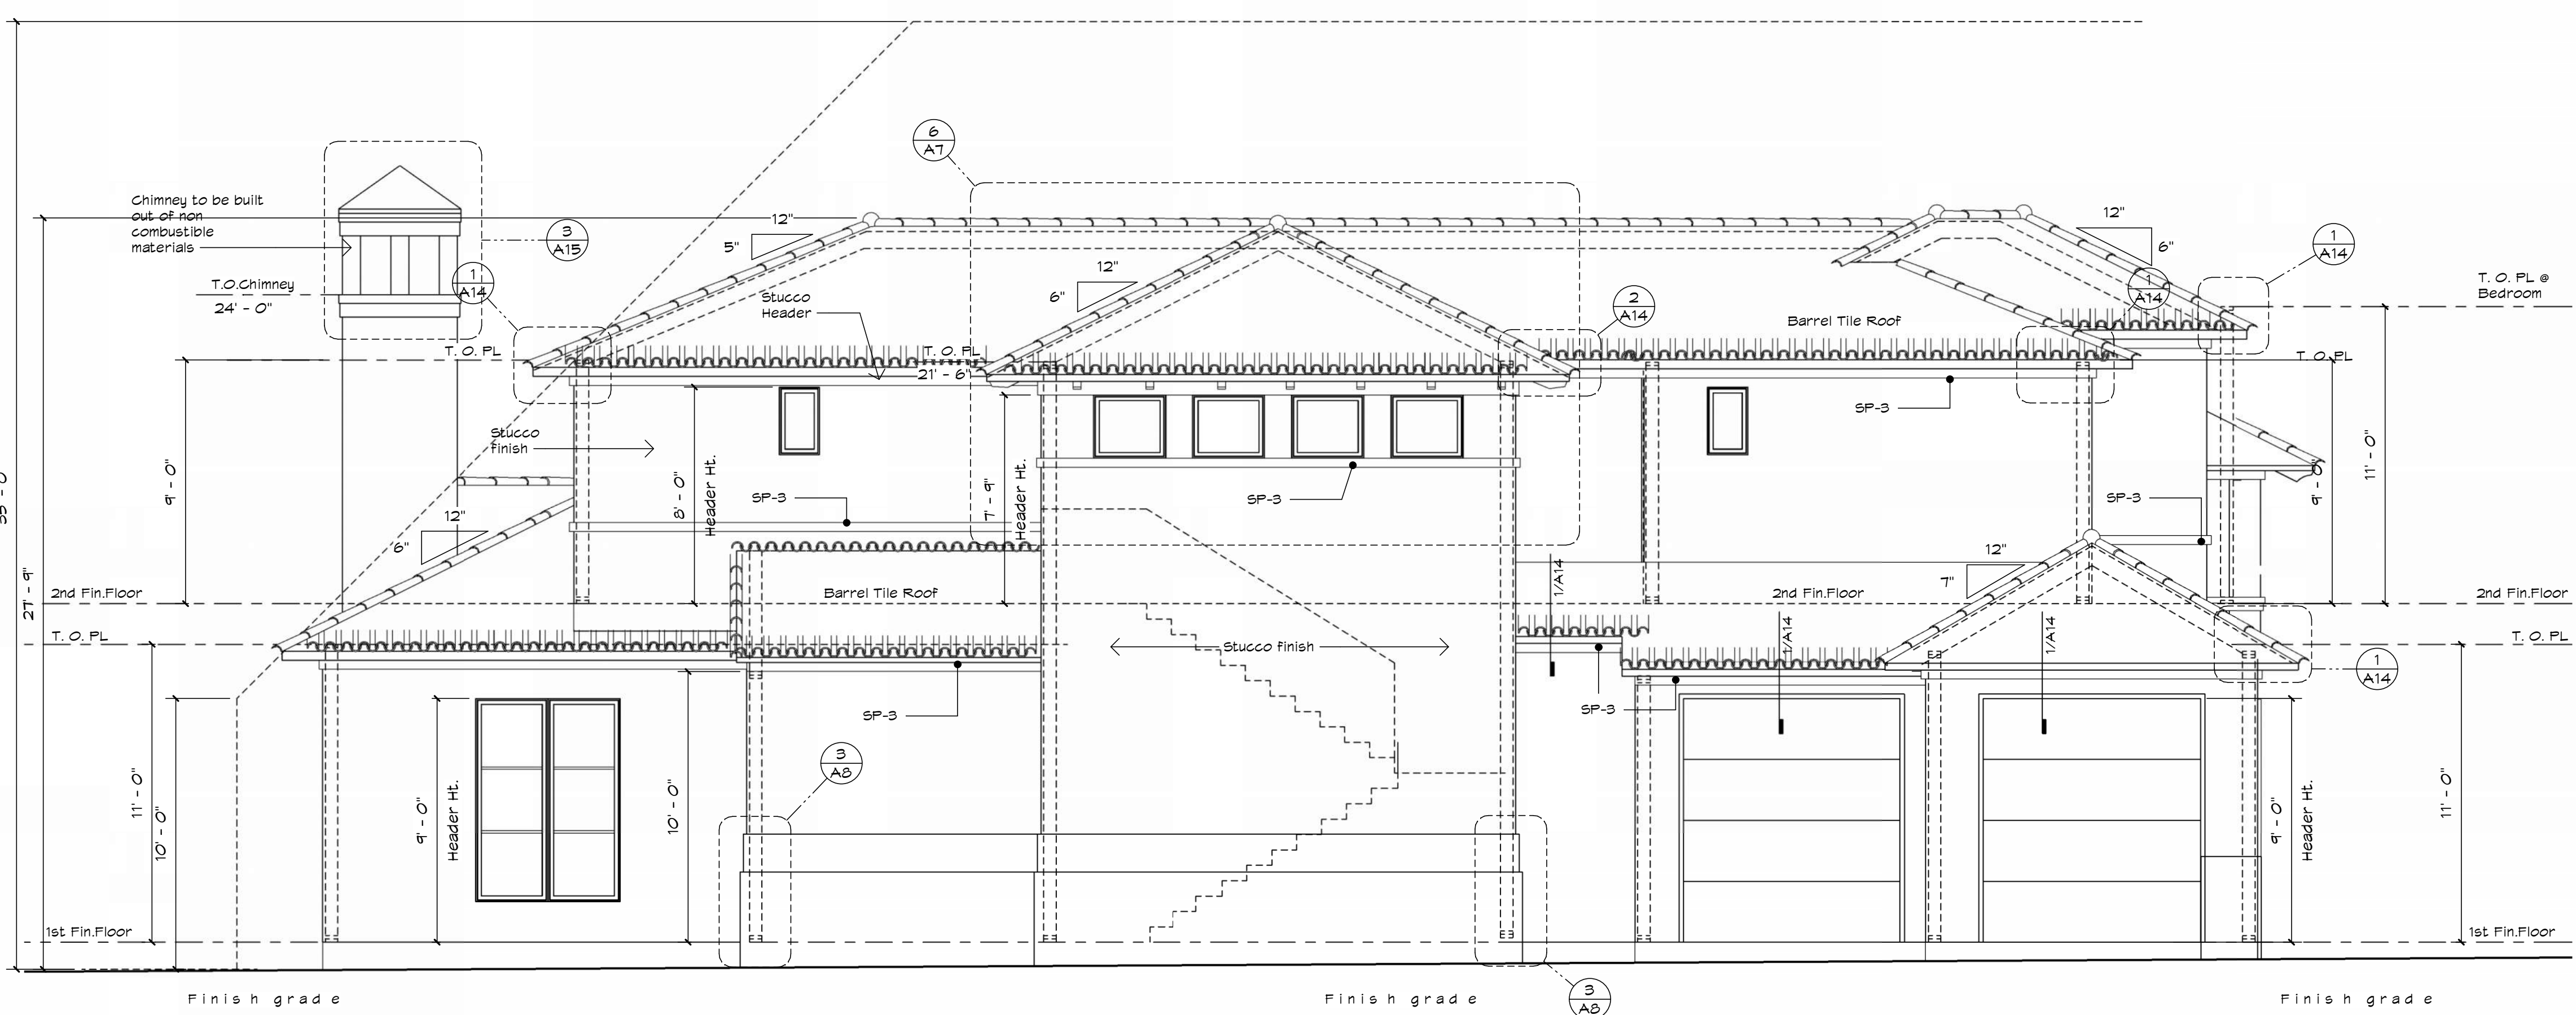 6
A7
Chimney to be built
out of non
combustible
materials
3
A15
12"
5"
12"
6"
1
A14
1
A14
12"
6"
1
A14
T.O.Chimney
24' - 0"
Stucco
Header
2
A14
Barrel Tile Roof
T. O. PL @
Bedroom
T. O. PL
T. O. PL
21' - 6"
T. O. PL
SP-3
Stucco
finish
9' - 0"
8' - 0"
Header Ht.
7' - 9"
Header Ht.
SP-3
SP-3
SP-3
9' - 0"
11' - 0"
12"
6"
12"
7"
27' - 9"
2nd Fin.Floor
Barrel Tile Roof
1/A14
2nd Fin.Floor
2nd Fin.Floor
T. O. PL
Stucco finish
1/A14
1/A14
T. O. PL
1
A14
SP-3
SP-3
3
A8
11' - 0"
10' - 0"
9' - 0"
Header Ht.
10' - 0"
9' - 0"
Header Ht.
11' - 0"
1st Fin.Floor
1st Fin.Floor
Finish grade
Finish grade
3
A8
Finish grade